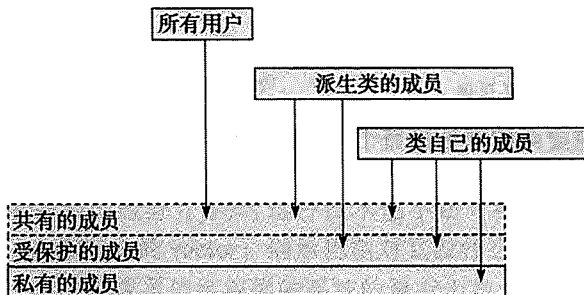 所有用户
派生类的成员
类自己的成员
共有的成员
受保护的成员
私有的成员